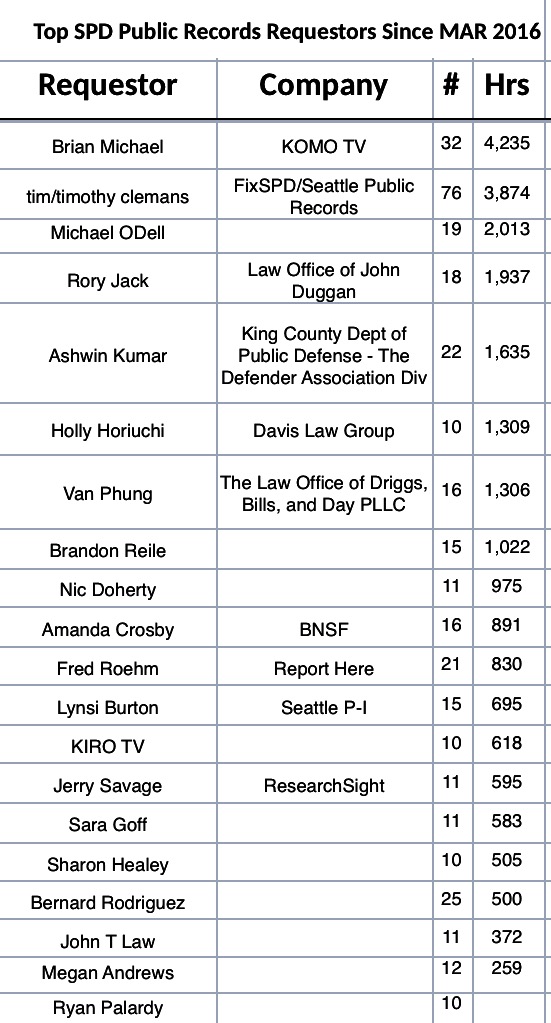 Top SPD Public Records Requestors Since MAR 2016
Requestor Company # Hrs
Brian Michael KOMO TV 32 4,235
tim/timothy clemans FixSPD/Seattle Public Records 76 3,874
Michael ODell 19 2,013
Rory Jack Law Office of John Duggan 18 1,937
Ashwin Kumar King County Dept of Public Defense - The Defender Association Div 22 1,635
Holly Horiuchi Davis Law Group 10 1,309
Van Phung The Law Office of Driggs, Bills, and Day PLLC 16 1,306
Brandon Reile 15 1,022
Nic Doherty 11 975
Amanda Crosby BNSF 16 891
Fred Roehm Report Here 21 830
Lynsi Burton Seattle P-I 15 695
KIRO TV 10 618
Jerry Savage ResearchSight 11 595
Sara Goff 11 583
Sharon Healey 10 505
Bernard Rodriguez 25 500
John T Law 11 372
Megan Andrews 12 259
Ryan Palardy 10